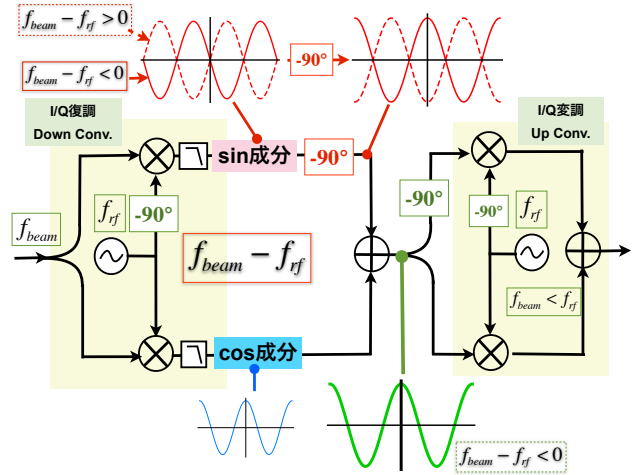 f_beam − f_rf > 0
f_beam − f_rf < 0
-90°
I/Q復調
Down Conv.
I/Q変調
Up Conv.
sin成分
-90°
f_beam
f_rf
-90°
f_beam − f_rf
-90°
-90°
f_rf
f_beam < f_rf
cos成分
f_beam − f_rf < 0